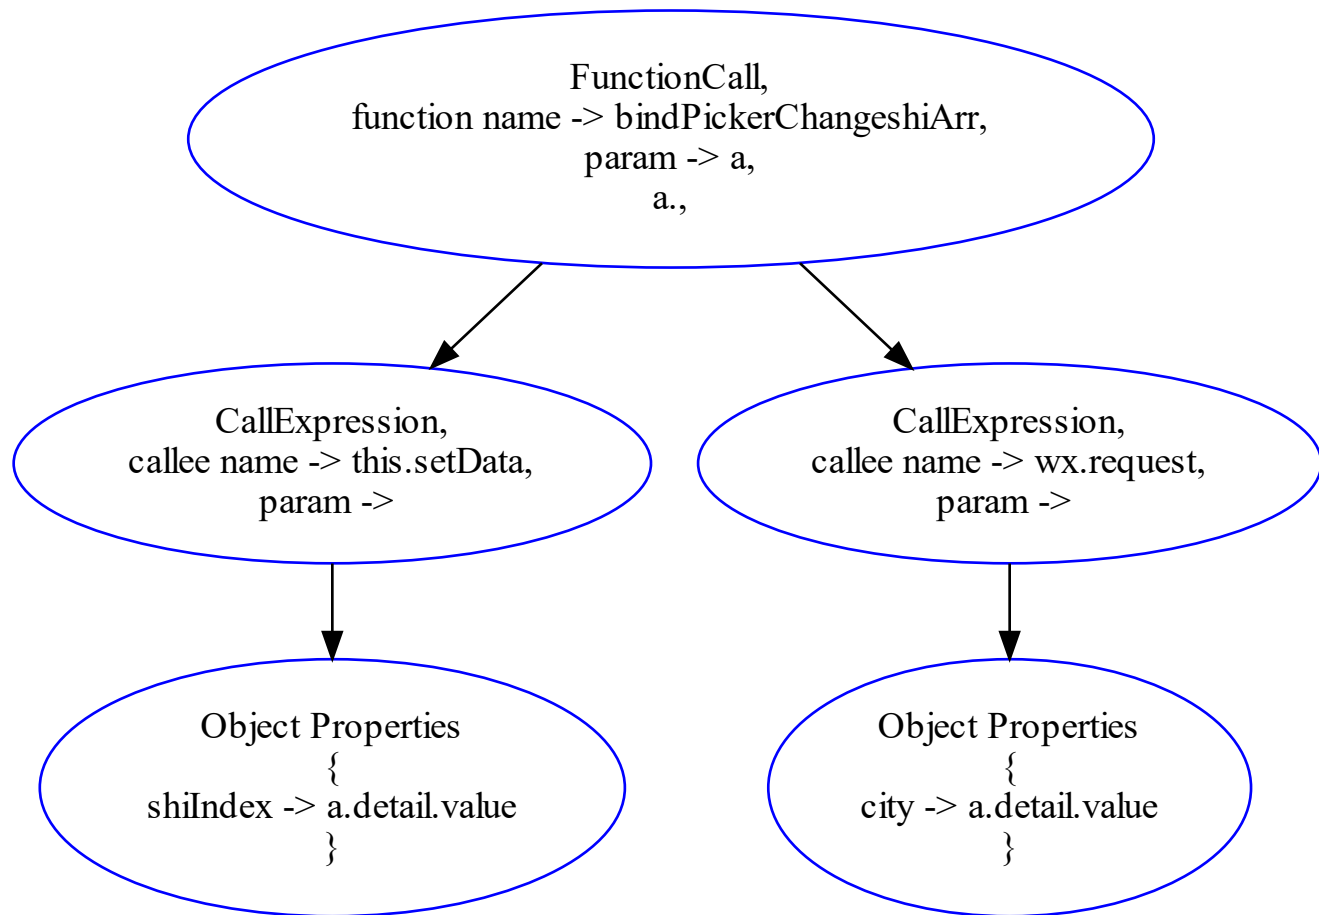 FunctionCall,
function name -> bindPickerChangeshiArr,
param -> a,
a.,
CallExpression,
callee name -> this.setData,
param ->
CallExpression,
callee name -> wx.request,
param ->
Object Properties
{
shiIndex -> a.detail.value
}
Object Properties
{
city -> a.detail.value
}